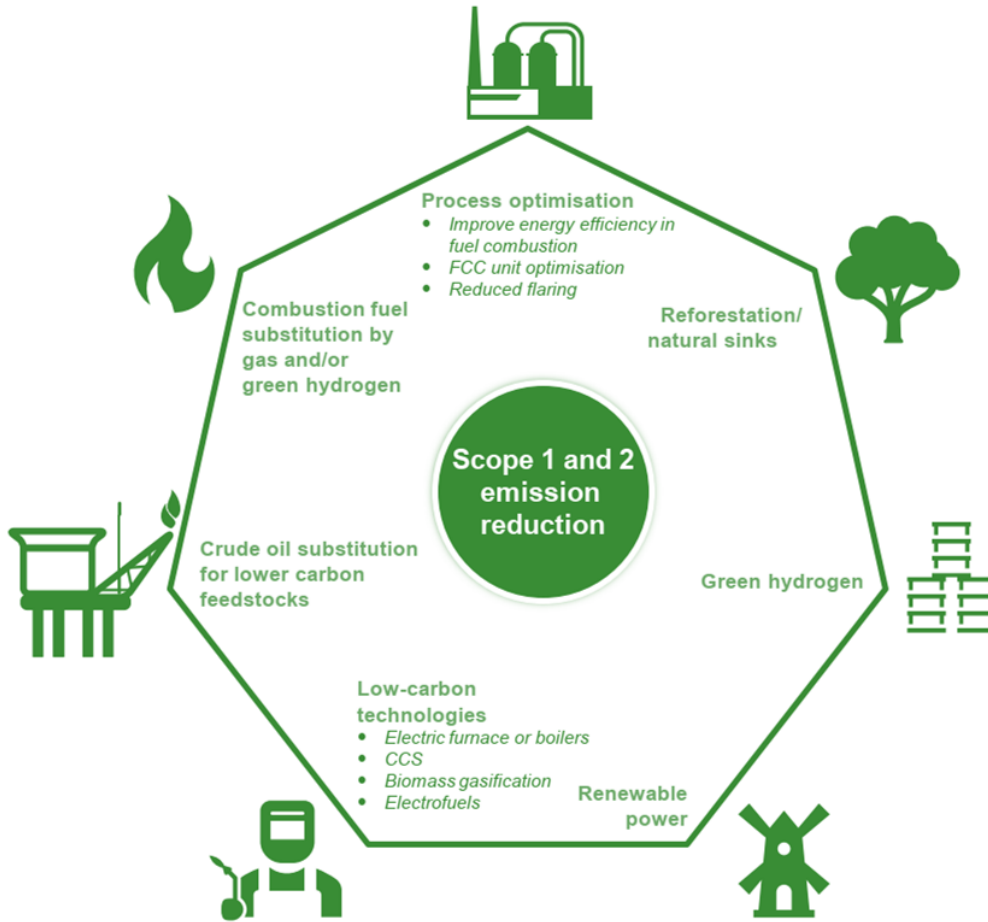 Process optimisation
• Improve energy efficiency in
fuel combustion
• FCC unit optimisation
• Reduced flaring
Combustion fuel
substitution by
gas and/or
green hydrogen
Reforestation/
natural sinks
Scope 1 and 2
emission
reduction
Crude oil substitution
for lower carbon
feedstocks
Green hydrogen
Low-carbon
technologies
• Electric furnace or boilers
• CCS
• Biomass gasification
• Electrofuels
Renewable
power